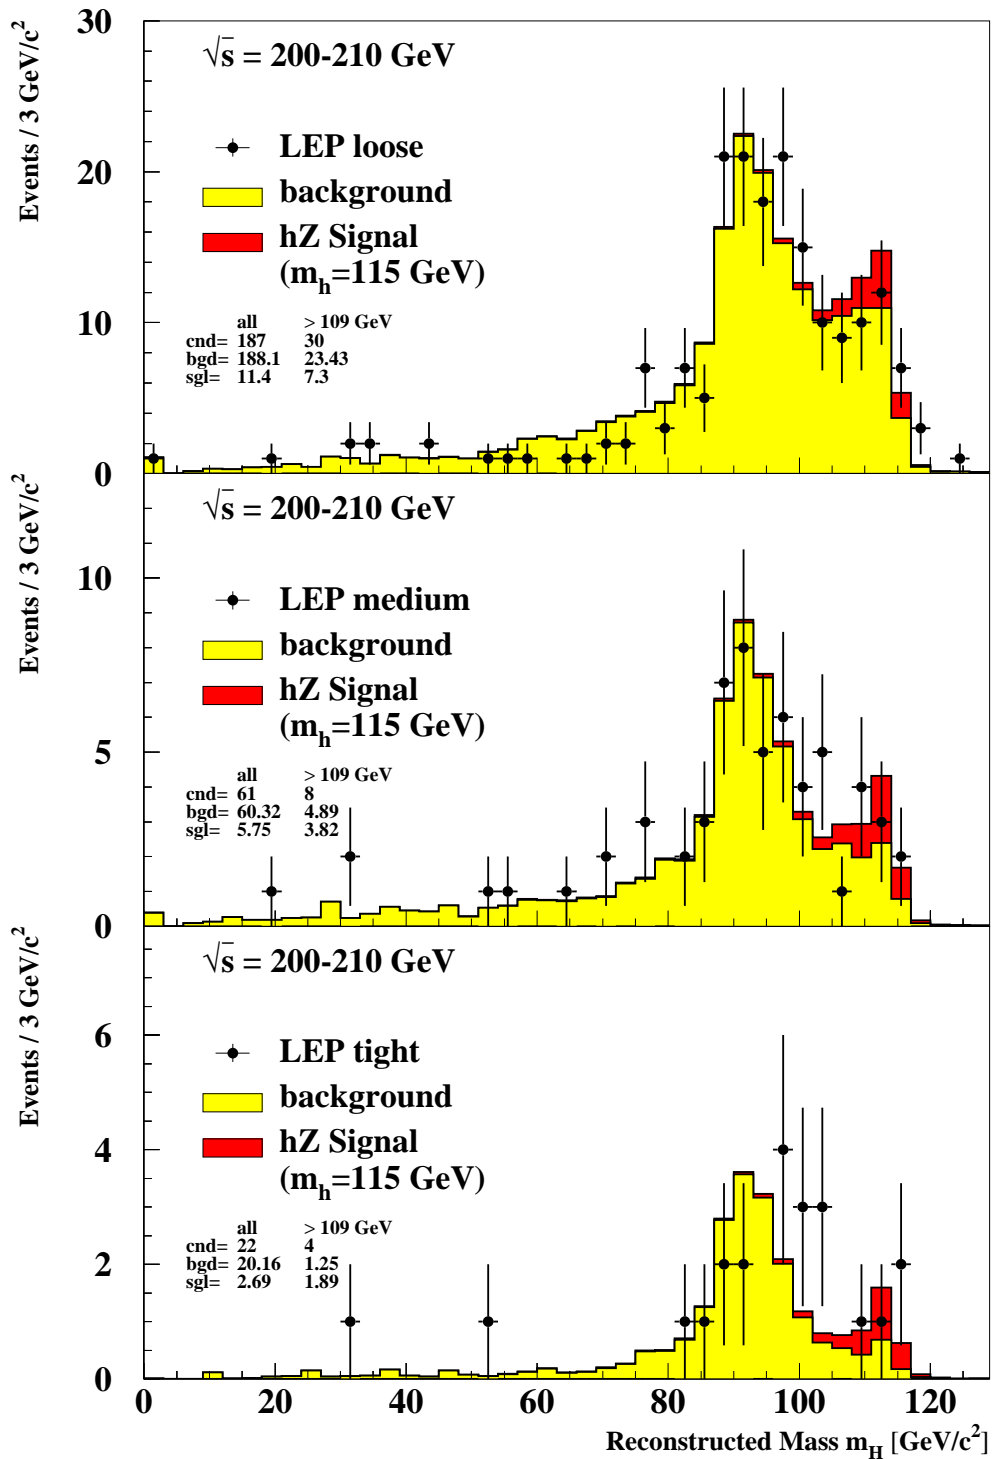 30
20
10
0
Events / 3 GeV/c²
√s̄ = 200-210 GeV
LEP loose
background
hZ Signal
(m_h=115 GeV)
all > 109 GeV
cnd= 187 30
bgd= 188.1 23.43
sgl= 11.4 7.3
10
5
0
Events / 3 GeV/c²
√s̄ = 200-210 GeV
LEP medium
background
hZ Signal
(m_h=115 GeV)
all > 109 GeV
cnd= 61 8
bgd= 60.32 4.89
sgl= 5.75 3.82
6
4
2
0
Events / 3 GeV/c²
√s̄ = 200-210 GeV
LEP tight
background
hZ Signal
(m_h=115 GeV)
all > 109 GeV
cnd= 22 4
bgd= 20.16 1.25
sgl= 2.69 1.89
0 20 40 60 80 100 120
Reconstructed Mass m_H [GeV/c²]